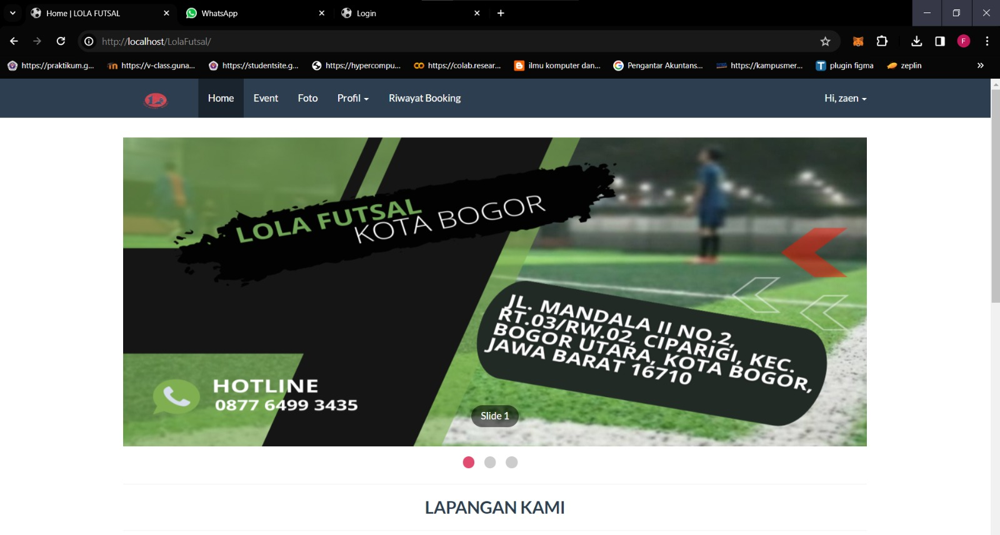 Home | LOLA FUTSAL
WhatsApp
Login
http://localhost/LolaFutsal/
F
https://praktikum.g...
https://v-class.guna...
https://studentsite.g...
https://hypercompu...
https://colab.resear...
ilmu komputer dan...
Pengantar Akuntans...
https://kampusmer...
plugin figma
zeplin
Home
Event
Foto
Profil
Riwayat Booking
Hi, zaen
LOLA FUTSAL
KOTA BOGOR
JL. MANDALA II NO.2,
RT.03/RW.02, CIPARIGI, KEC.
BOGOR UTARA, KOTA BOGOR,
JAWA BARAT 16710
HOTLINE
0877 6499 3435
Slide 1
LAPANGAN KAMI